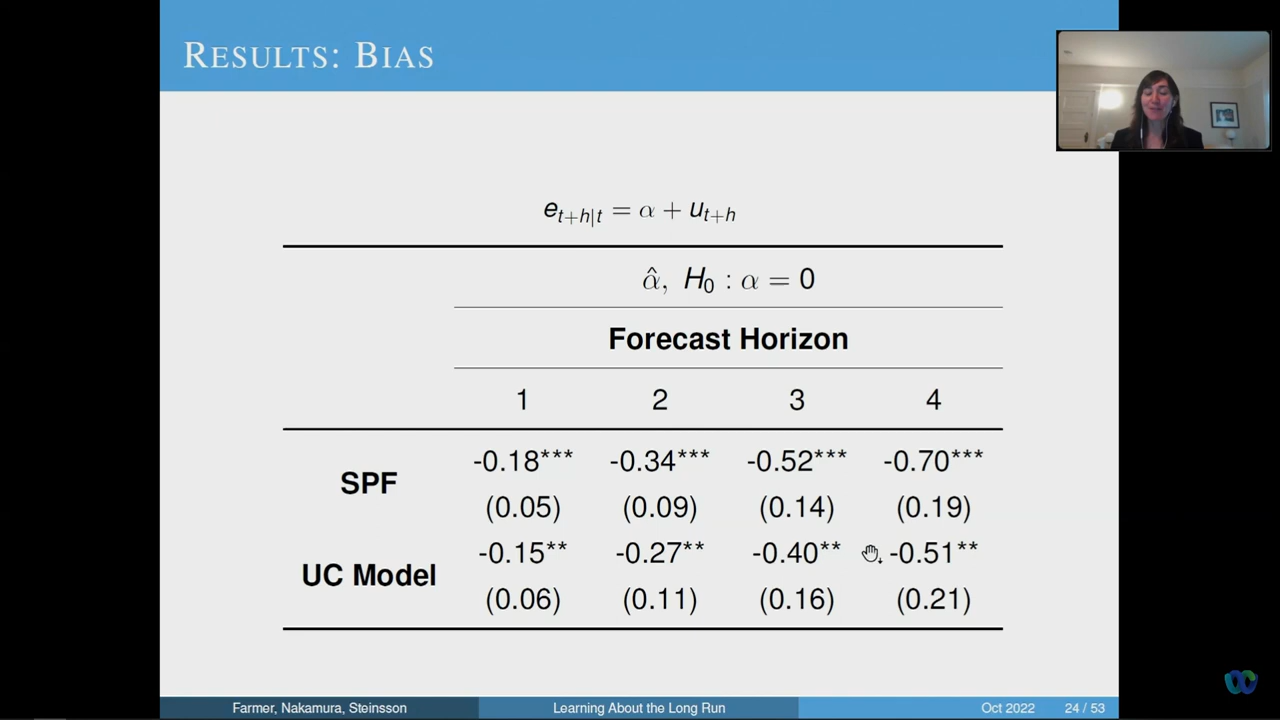 RESULTS: BIAS
e_{t+h|t} = α + u_{t+h}
α̂, H₀ : α = 0
Forecast Horizon
1 2 3 4
SPF -0.18*** -0.34*** -0.52*** -0.70***
(0.05) (0.09) (0.14) (0.19)
UC Model -0.15** -0.27** -0.40** -0.51**
(0.06) (0.11) (0.16) (0.21)
Farmer, Nakamura, Steinsson Learning About the Long Run Oct 2022 24 / 53